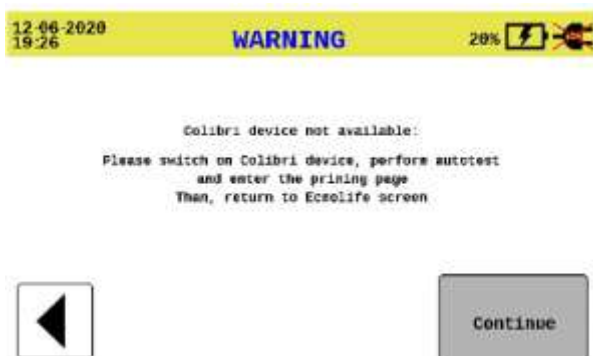 12-06-2020
19:26
WARNING
20%
Colibri device not available:
Please switch on Colibri device, perform autotest
and enter the prining page
Than, return to Ecmolife screen
Continue